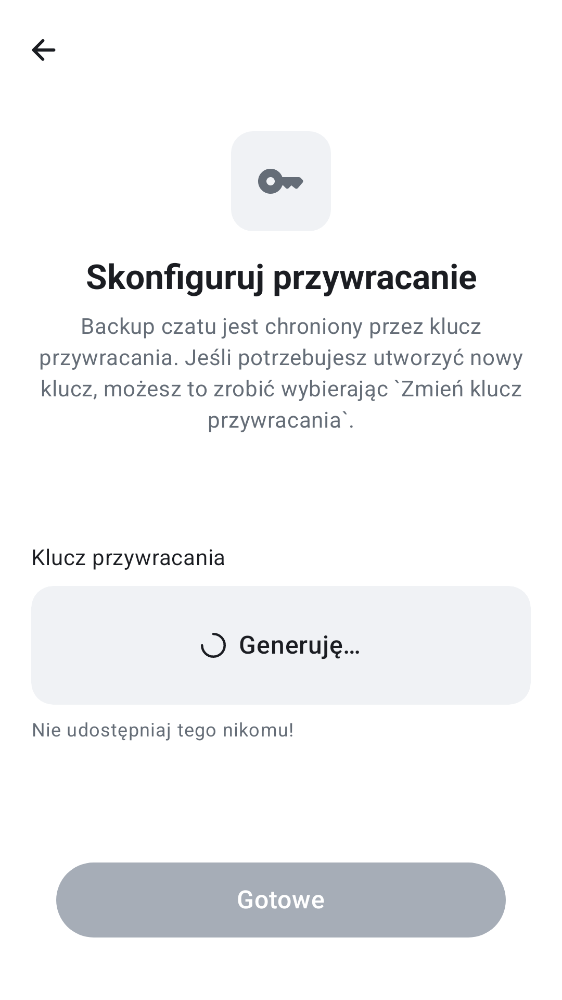 Skonfiguruj przywracanie
Backup czatu jest chroniony przez klucz
przywracania. Jeśli potrzebujesz utworzyć nowy
klucz, możesz to zrobić wybierając `Zmień klucz
przywracania`.
Klucz przywracania
Generuję…
Nie udostępniaj tego nikomu!
Gotowe